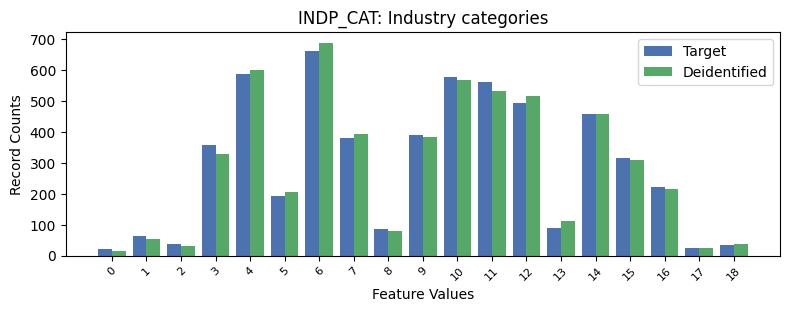 INDP_CAT: Industry categories
Record Counts
700
600
500
400
300
200
100
0
Target
Deidentified
0 1 2 3 4 5 6 7 8 9 10 11 12 13 14 15 16 17 18
Feature Values